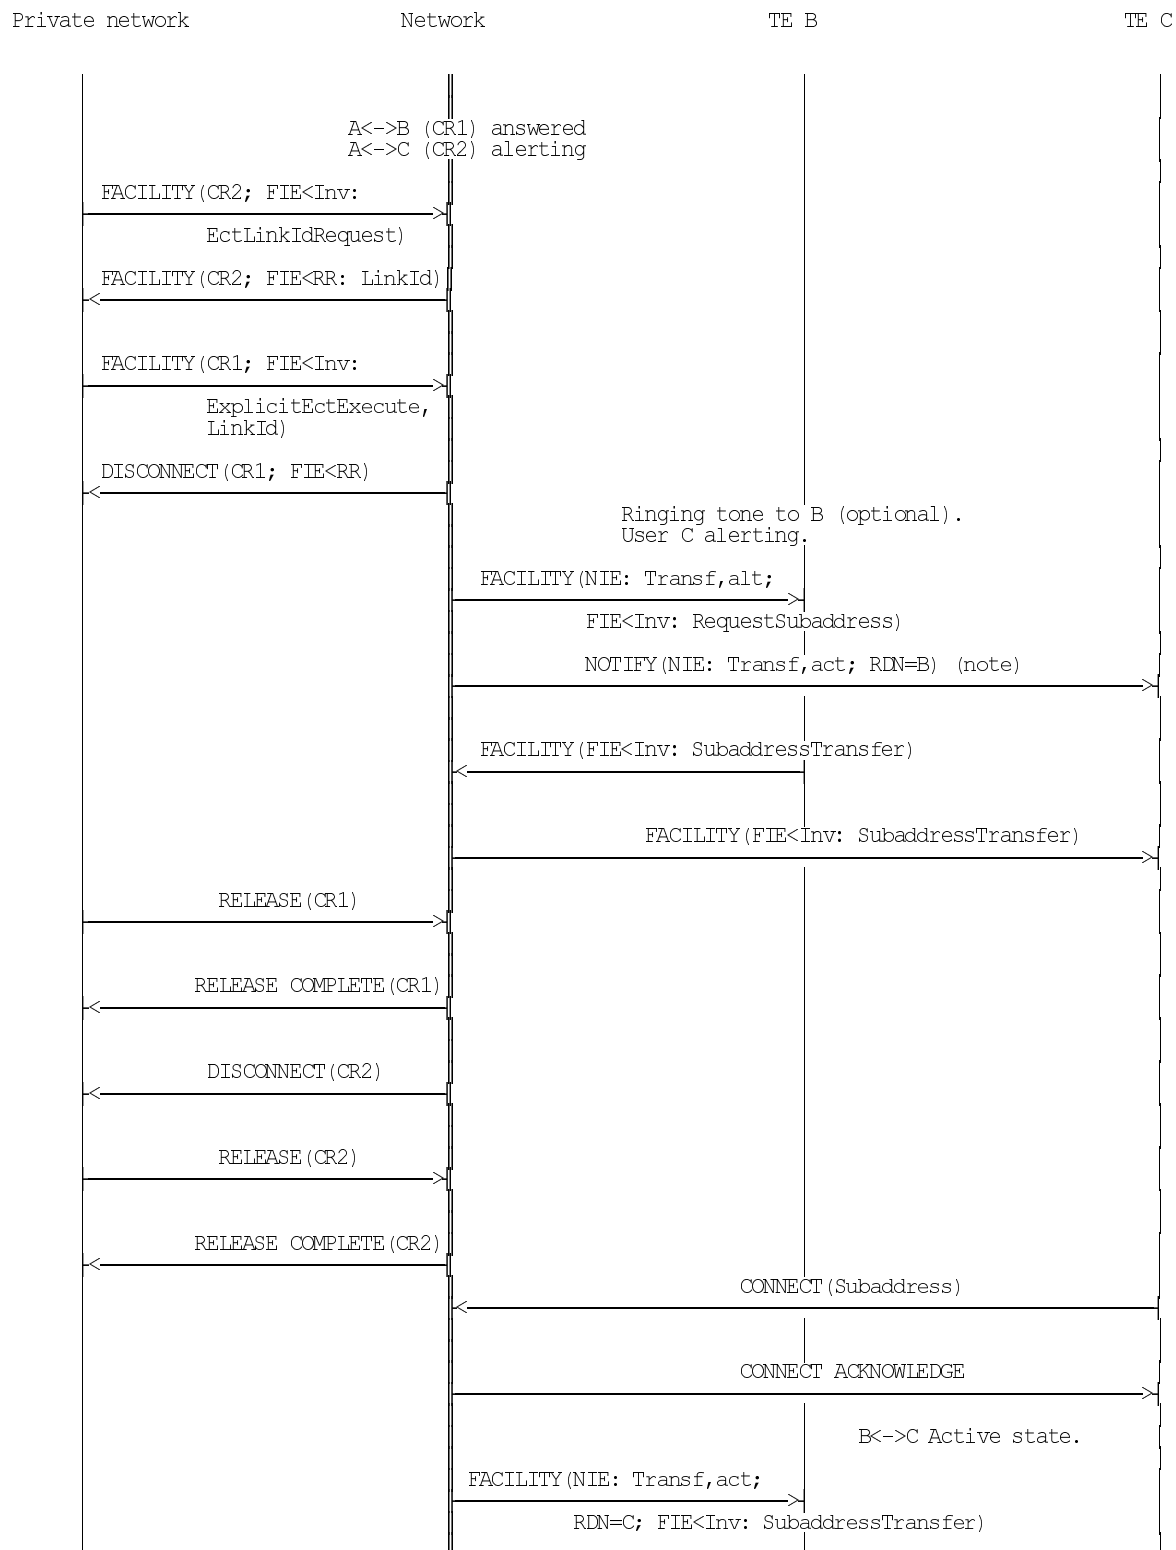 Private network Network TE B TE C
A<->B (CR1) answered
A<->C (CR2) alerting
FACILITY(CR2; FIE<Inv:
EctLinkIdRequest)
FACILITY(CR2; FIE<RR: LinkId)
FACILITY(CR1; FIE<Inv:
ExplicitEctExecute,
LinkId)
DISCONNECT(CR1; FIE<RR)
Ringing tone to B (optional).
User C alerting.
FACILITY(NIE: Transf,alt;
FIE<Inv: RequestSubaddress)
NOTIFY(NIE: Transf,act; RDN=B) (note)
FACILITY(FIE<Inv: SubaddressTransfer)
FACILITY(FIE<Inv: SubaddressTransfer)
RELEASE(CR1)
RELEASE COMPLETE(CR1)
DISCONNECT(CR2)
RELEASE(CR2)
RELEASE COMPLETE(CR2)
CONNECT(Subaddress)
CONNECT ACKNOWLEDGE
B<->C Active state.
FACILITY(NIE: Transf,act;
RDN=C; FIE<Inv: SubaddressTransfer)